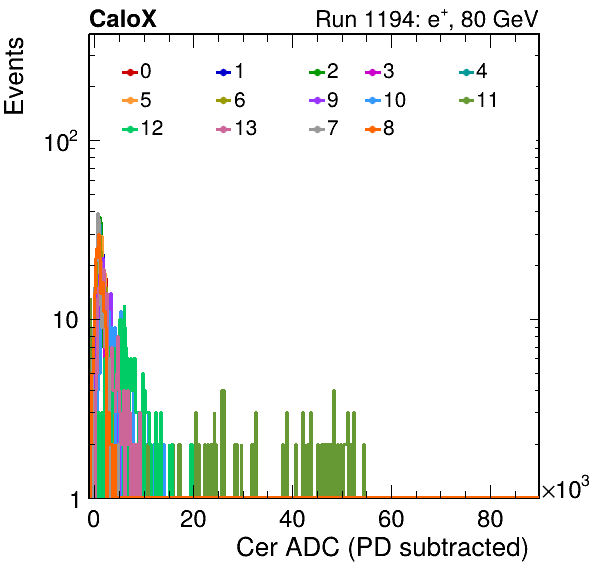 CaloX Run 1194: e⁺, 80 GeV
Events
0 1 2 3 4
5 6 9 10 11
12 13 7 8
10²
10
1
0 20 40 60 80 ×10³
Cer ADC (PD subtracted)